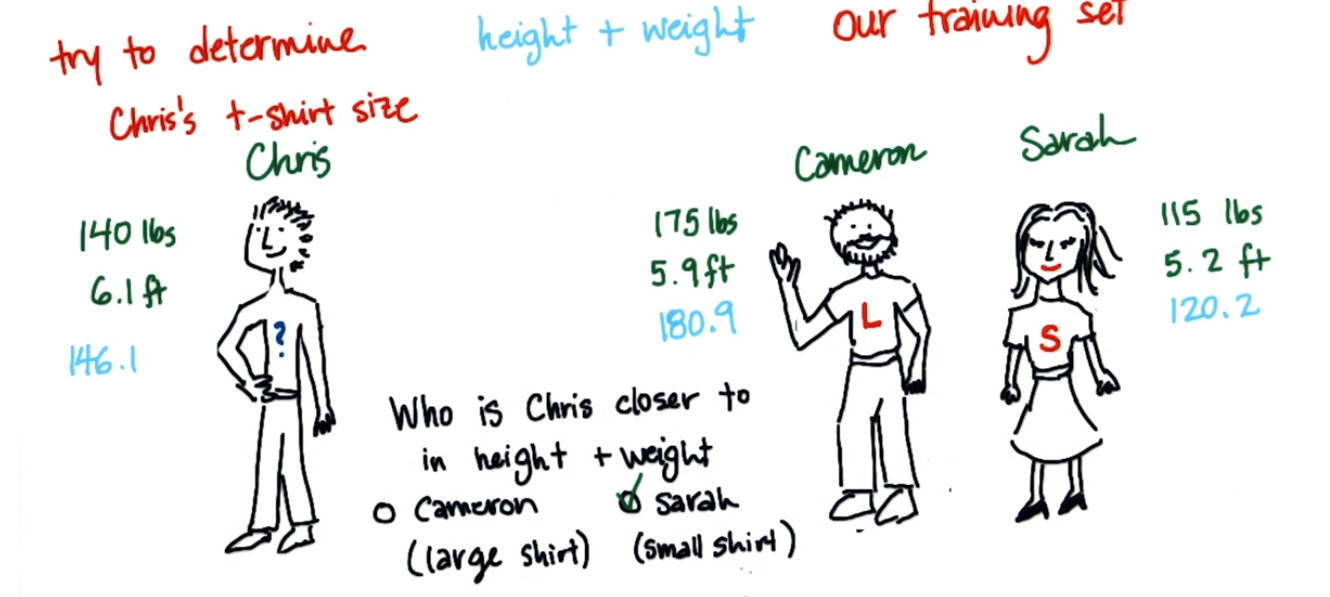 try to determine
Chris's t-shirt size
height + weight
our training set
Chris
140 lbs
6.1 ft
146.1
?
Cameron
175 lbs
5.9 ft
180.9
L
Sarah
115 lbs
5.2 ft
120.2
S
Who is Chris closer to
in height + weight
Cameron
(large shirt)
Sarah
(small shirt)